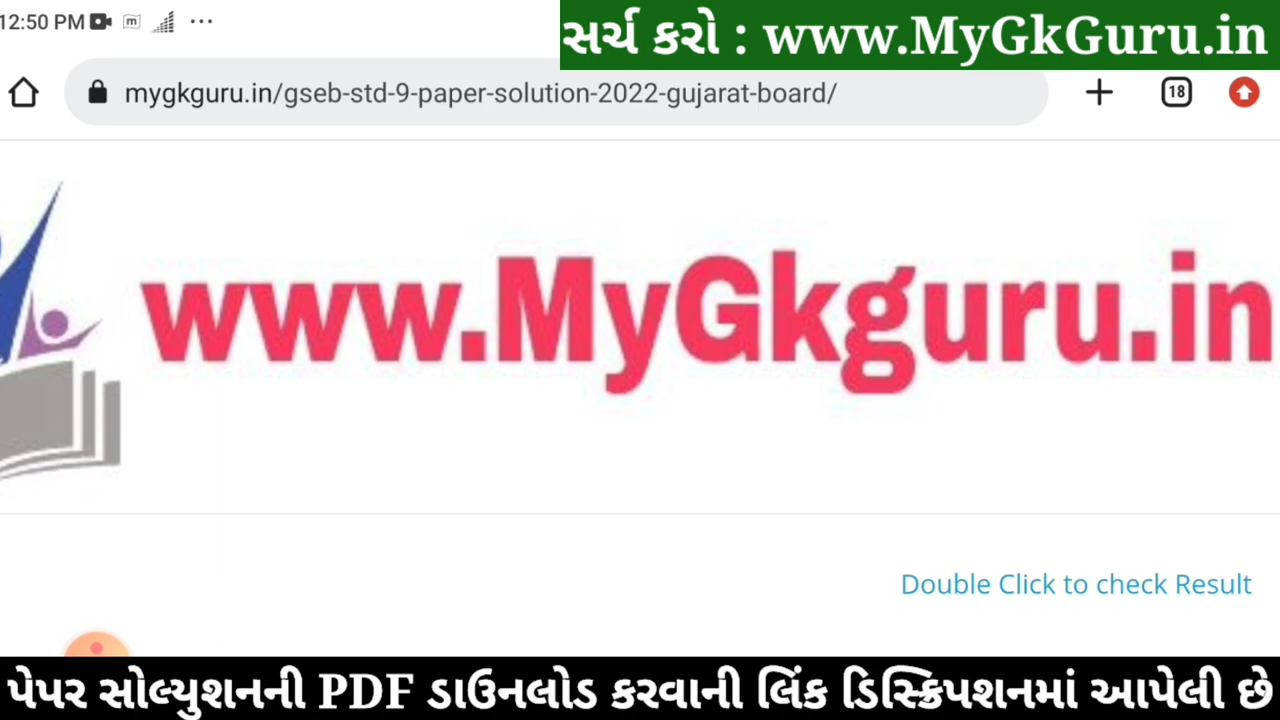 12:50 PM
સર્ચ કરો : www.MyGkGuru.in
mygkguru.in/gseb-std-9-paper-solution-2022-gujarat-board/
18
www.MyGkguru.in
Double Click to check Result
પેપર સોલ્યુશનની PDF ડાઉનલોડ કરવાની લિંક ડિસ્ક્રિપશનમાં આપેલી છે